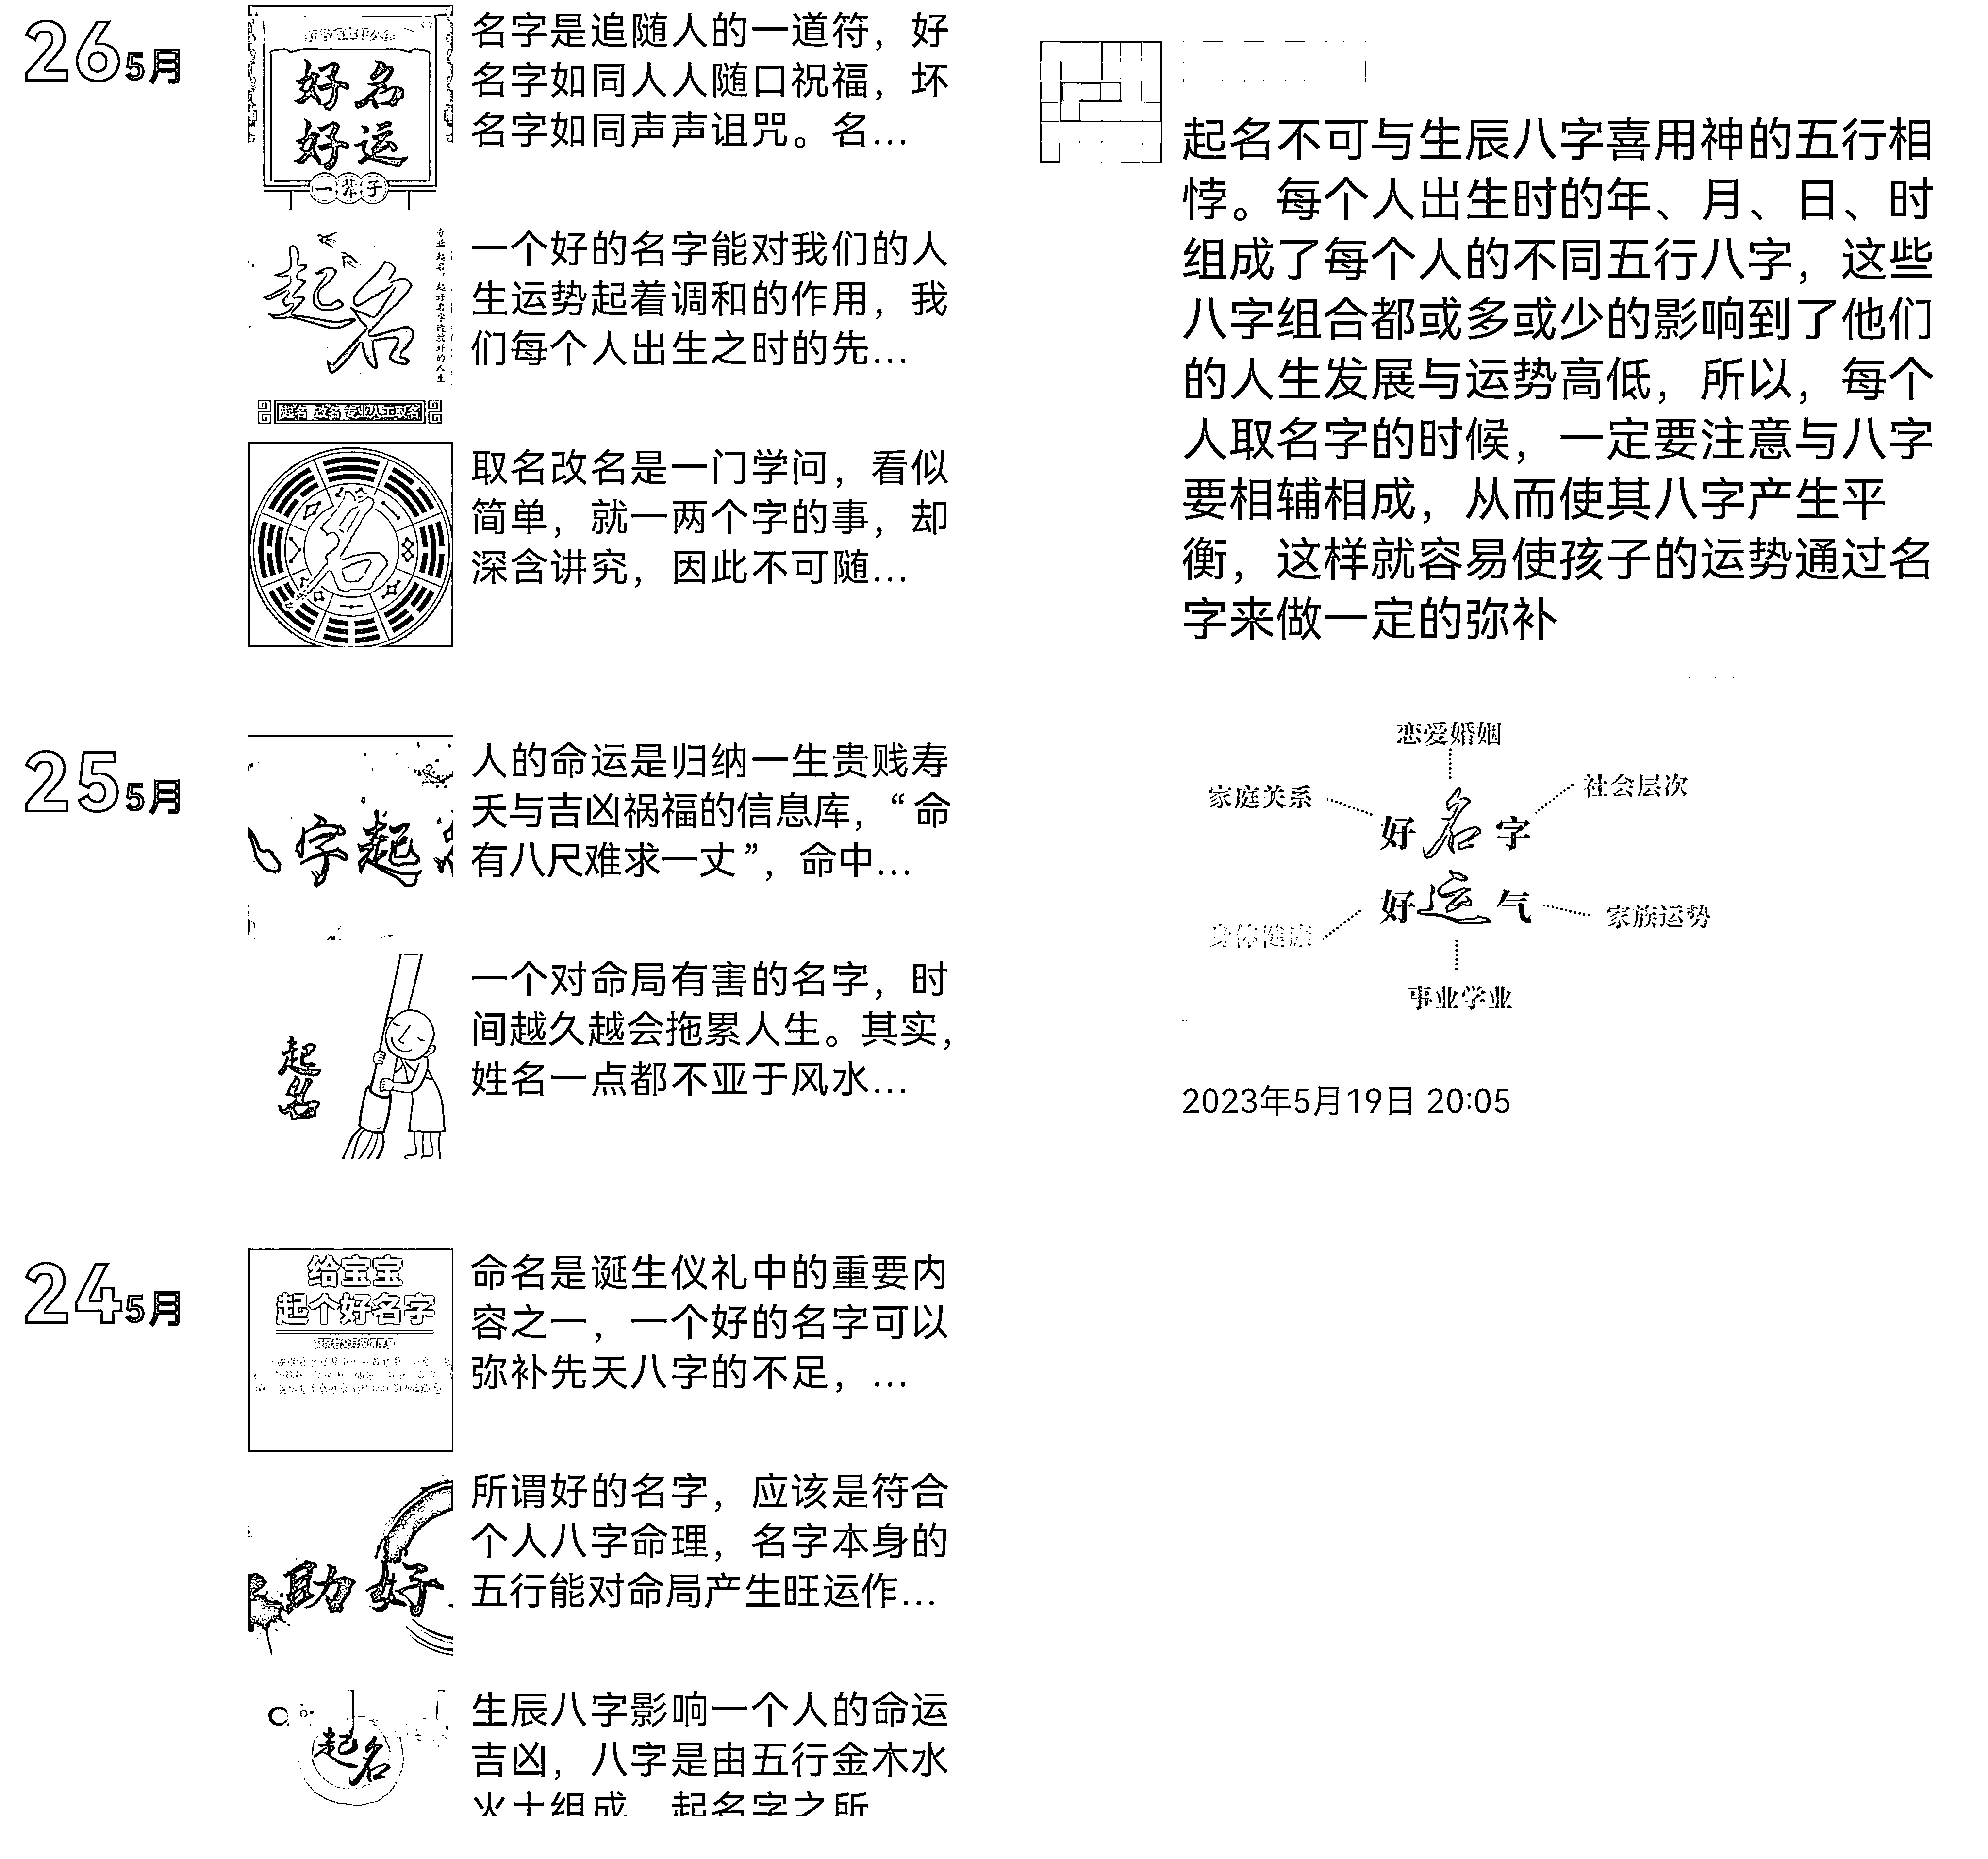 26 5月
好名
好运
一辈子
名字是追随人的一道符，好
名字如同人人随口祝福，坏
名字如同声声诅咒。名...
起名
专业起名，起好名字造就好的人生
起名 改名 专业人工取名
一个好的名字能对我们的人
生运势起着调和的作用，我
们每个人出生之时的先...
名
取名改名是一门学问，看似
简单，就一两个字的事，却
深含讲究，因此不可随...
25 5月
字起
人的命运是归纳一生贵贱寿
夭与吉凶祸福的信息库，“命
有八尺难求一丈”，命中...
起名
一个对命局有害的名字，时
间越久越会拖累人生。其实，
姓名一点都不亚于风水...
24 5月
给宝宝
起个好名字
命名是诞生仪礼中的重要内
容之一，一个好的名字可以
弥补先天八字的不足，...
助好
所谓好的名字，应该是符合
个人八字命理，名字本身的
五行能对命局产生旺运作...
起名
生辰八字影响一个人的命运
吉凶，八字是由五行金木水
火土组成，起名字之所
起名不可与生辰八字喜用神的五行相
悖。每个人出生时的年、月、日、时
组成了每个人的不同五行八字，这些
八字组合都或多或少的影响到了他们
的人生发展与运势高低，所以，每个
人取名字的时候，一定要注意与八字
要相辅相成，从而使其八字产生平
衡，这样就容易使孩子的运势通过名
字来做一定的弥补
恋爱婚姻
家庭关系
社会层次
好名字
好运气
身体健康
家族运势
事业学业
2023年5月19日 20:05